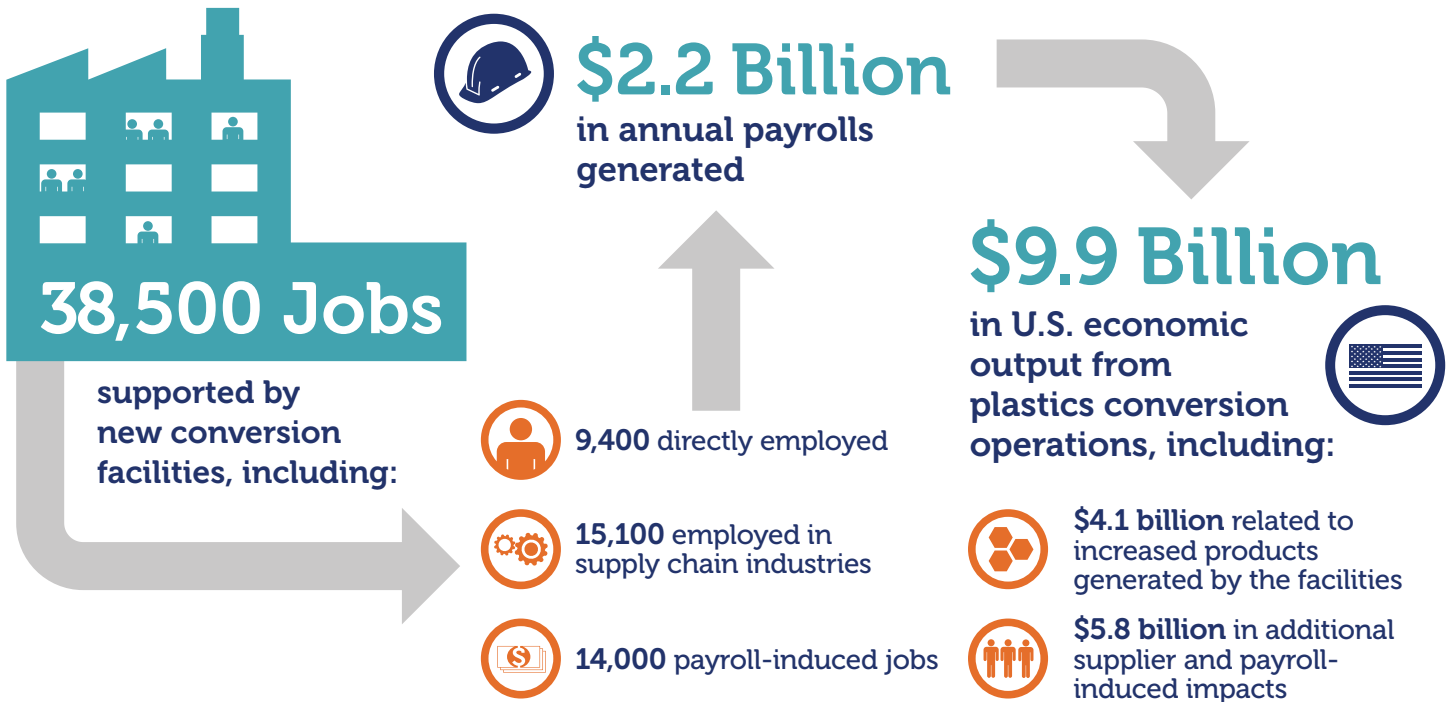 38,500 Jobs
supported by
new conversion
facilities, including:
9,400 directly employed
15,100 employed in
supply chain industries
14,000 payroll-induced jobs
$2.2 Billion
in annual payrolls
generated
$9.9 Billion
in U.S. economic
output from
plastics conversion
operations, including:
$4.1 billion related to
increased products
generated by the facilities
$5.8 billion in additional
supplier and payroll-
induced impacts